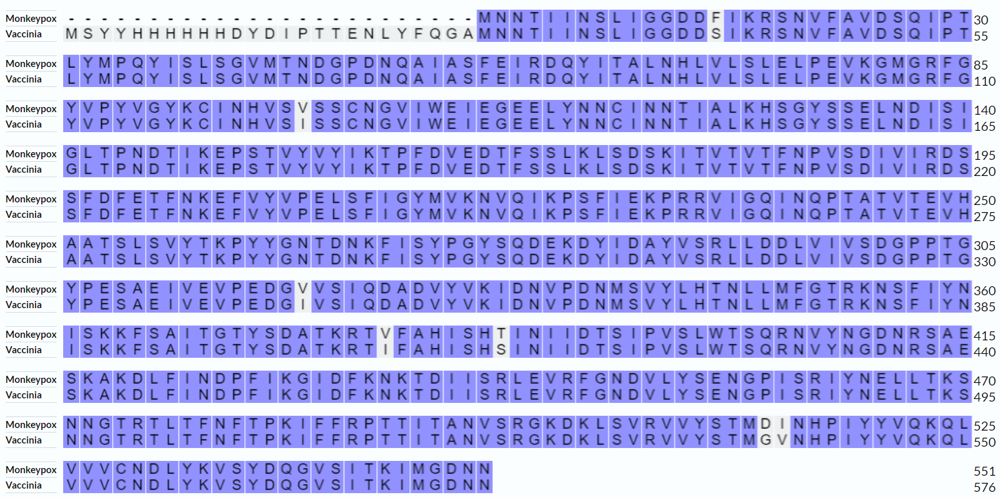 Monkeypox - - - - - - - - - - - - - - - - - - - - - - - - - M N N T I I N S L I G G D D F I K R S N V F A V D S Q I P T 30
Vaccinia M S Y Y H H H H H H D Y D I P T T E N L Y F Q G A M N N T I I N S L I G G D D S I K R S N V F A V D S Q I P T 55
Monkeypox L Y M P Q Y I S L S G V M T N D G P D N Q A I A S F E I R D Q Y I T A L N H L V L S L E L P E V K G M G R F G 85
Vaccinia L Y M P Q Y I S L S G V M T N D G P D N Q A I A S F E I R D Q Y I T A L N H L V L S L E L P E V K G M G R F G 110
Monkeypox Y V P Y V G Y K C I N H V S V S S C N G V I W E I E G E E L Y N N C I N N T I A L K H S G Y S S E L N D I S I 140
Vaccinia Y V P Y V G Y K C I N H V S I S S C N G V I W E I E G E E L Y N N C I N N T I A L K H S G Y S S E L N D I S I 165
Monkeypox G L T P N D T I K E P S T V Y V Y I K T P F D V E D T F S S L K L S D S K I T V T V T F N P V S D I V I R D S 195
Vaccinia G L T P N D T I K E P S T V Y V Y I K T P F D V E D T F S S L K L S D S K I T V T V T F N P V S D I V I R D S 220
Monkeypox S F D F E T F N K E F V Y V P E L S F I G Y M V K N V Q I K P S F I E K P R R V I G Q I N Q P T A T V T E V H 250
Vaccinia S F D F E T F N K E F V Y V P E L S F I G Y M V K N V Q I K P S F I E K P R R V I G Q I N Q P T A T V T E V H 275
Monkeypox A A T S L S V Y T K P Y Y G N T D N K F I S Y P G Y S Q D E K D Y I D A Y V S R L L D D L V I V S D G P P T G 305
Vaccinia A A T S L S V Y T K P Y Y G N T D N K F I S Y P G Y S Q D E K D Y I D A Y V S R L L D D L V I V S D G P P T G 330
Monkeypox Y P E S A E I V E V P E D G V V S I Q D A D V Y V K I D N V P D N M S V Y L H T N L L M F G T R K N S F I Y N 360
Vaccinia Y P E S A E I V E V P E D G I V S I Q D A D V Y V K I D N V P D N M S V Y L H T N L L M F G T R K N S F I Y N 385
Monkeypox I S K K F S A I T G T Y S D A T K R T V F A H I S H T I N I I D T S I P V S L W T S Q R N V Y N G D N R S A E 415
Vaccinia I S K K F S A I T G T Y S D A T K R T I F A H I S H S I N I I D T S I P V S L W T S Q R N V Y N G D N R S A E 440
Monkeypox S K A K D L F I N D P F I K G I D F K N K T D I I S R L E V R F G N D V L Y S E N G P I S R I Y N E L L T K S 470
Vaccinia S K A K D L F I N D P F I K G I D F K N K T D I I S R L E V R F G N D V L Y S E N G P I S R I Y N E L L T K S 495
Monkeypox N N G T R T L T F N F T P K I F F R P T T I T A N V S R G K D K L S V R V V Y S T M D I N H P I Y Y V Q K Q L 525
Vaccinia N N G T R T L T F N F T P K I F F R P T T I T A N V S R G K D K L S V R V V Y S T M G V N H P I Y Y V Q K Q L 550
Monkeypox V V V C N D L Y K V S Y D Q G V S I T K I M G D N N 551
Vaccinia V V V C N D L Y K V S Y D Q G V S I T K I M G D N N 576